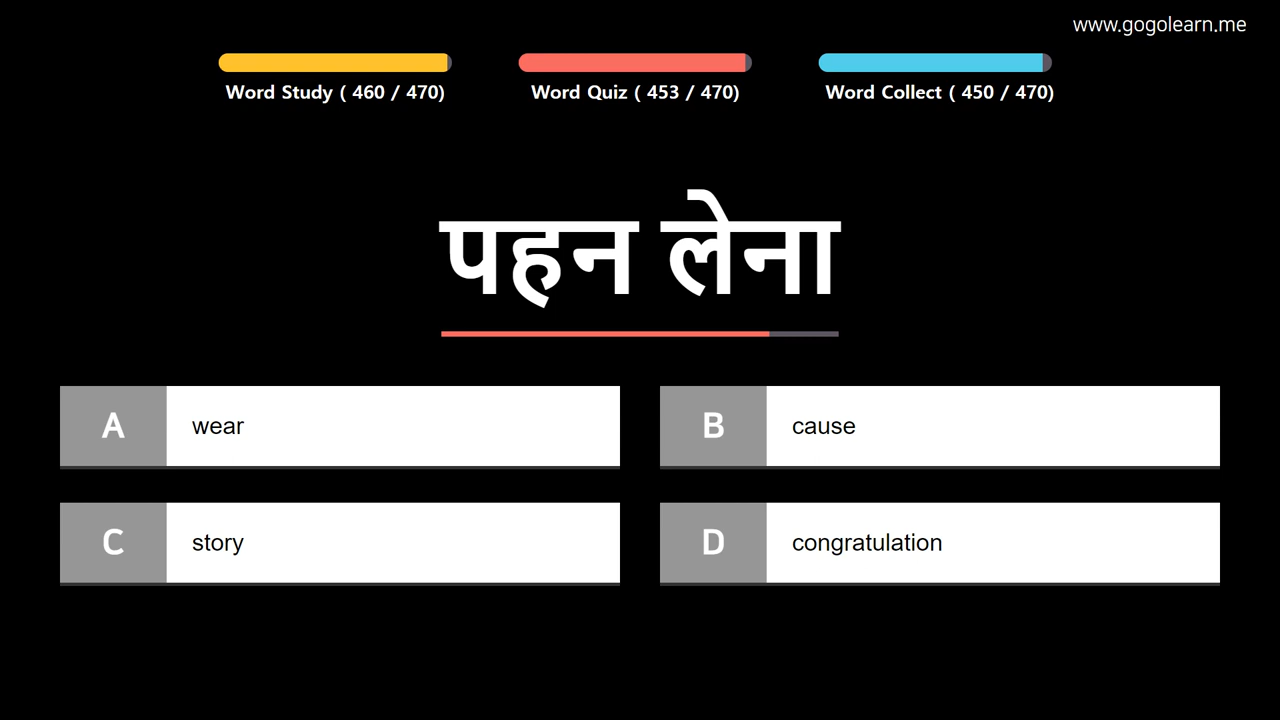 www.gogolearn.me
Word Study ( 460 / 470)
Word Quiz ( 453 / 470)
Word Collect ( 450 / 470)
पहन लेना
A wear
B cause
C story
D congratulation